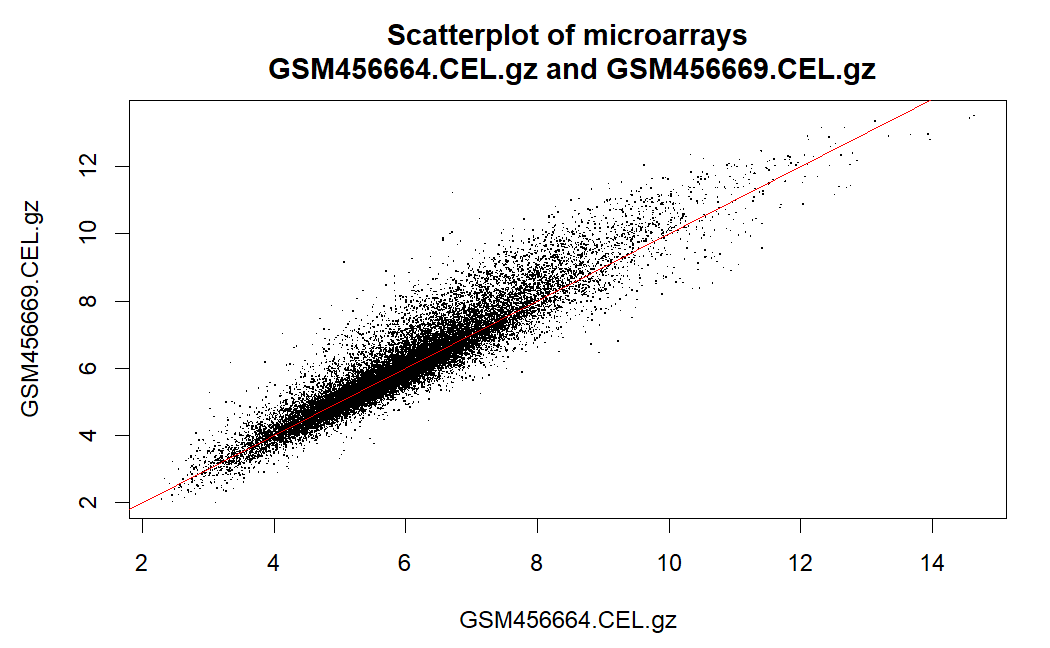 Scatterplot of microarrays
GSM456664.CEL.gz and GSM456669.CEL.gz
GSM456669.CEL.gz
12
10
8
6
4
2
2 4 6 8 10 12 14
GSM456664.CEL.gz